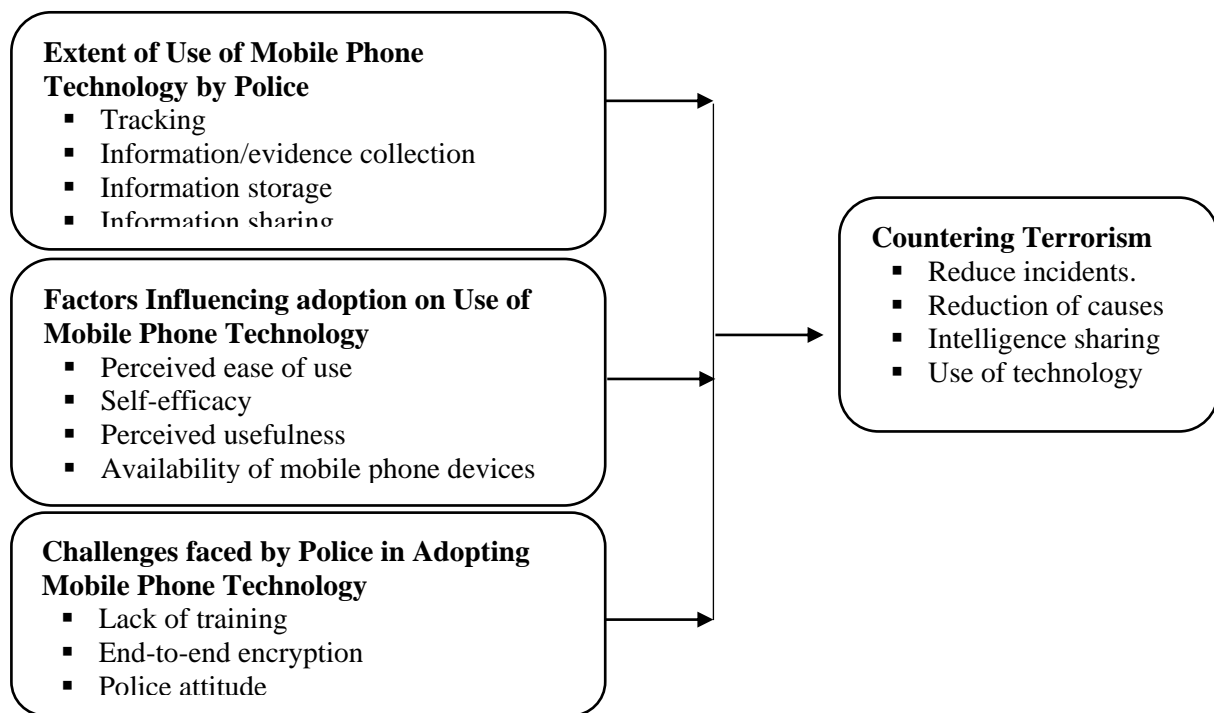 Extent of Use of Mobile Phone
Technology by Police
▪ Tracking
▪ Information/evidence collection
▪ Information storage
▪ Information sharing
Factors Influencing adoption on Use of
Mobile Phone Technology
▪ Perceived ease of use
▪ Self-efficacy
▪ Perceived usefulness
▪ Availability of mobile phone devices
Challenges faced by Police in Adopting
Mobile Phone Technology
▪ Lack of training
▪ End-to-end encryption
▪ Police attitude
Countering Terrorism
▪ Reduce incidents.
▪ Reduction of causes
▪ Intelligence sharing
▪ Use of technology